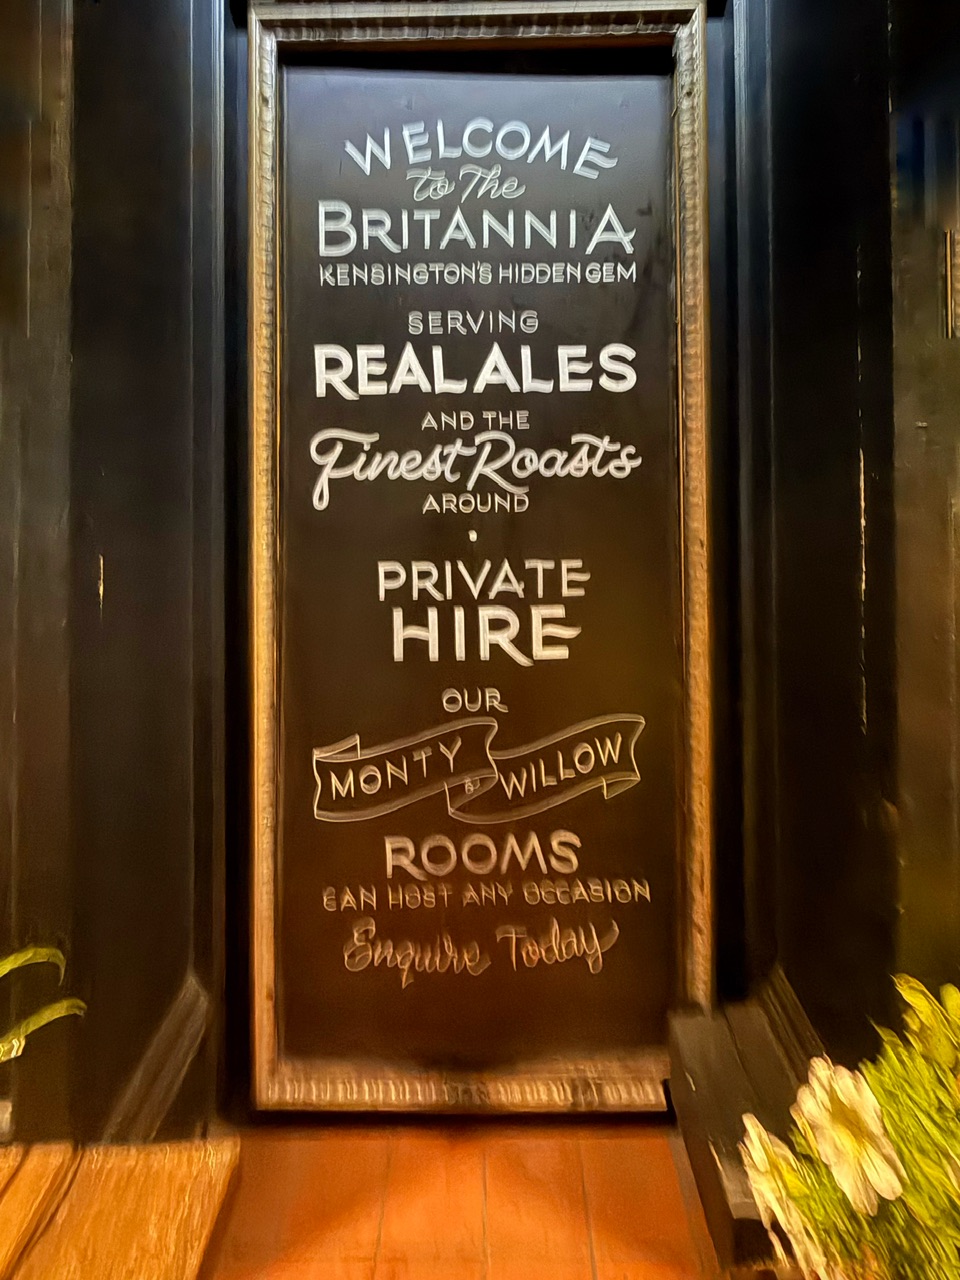 WELCOME
to The
BRITANNIA
KENSINGTON'S HIDDEN GEM
SERVING
REAL ALES
AND THE
Finest Roasts
AROUND
PRIVATE
HIRE
OUR
MONTY & WILLOW
ROOMS
CAN HOST ANY OCCASION
Enquire Today